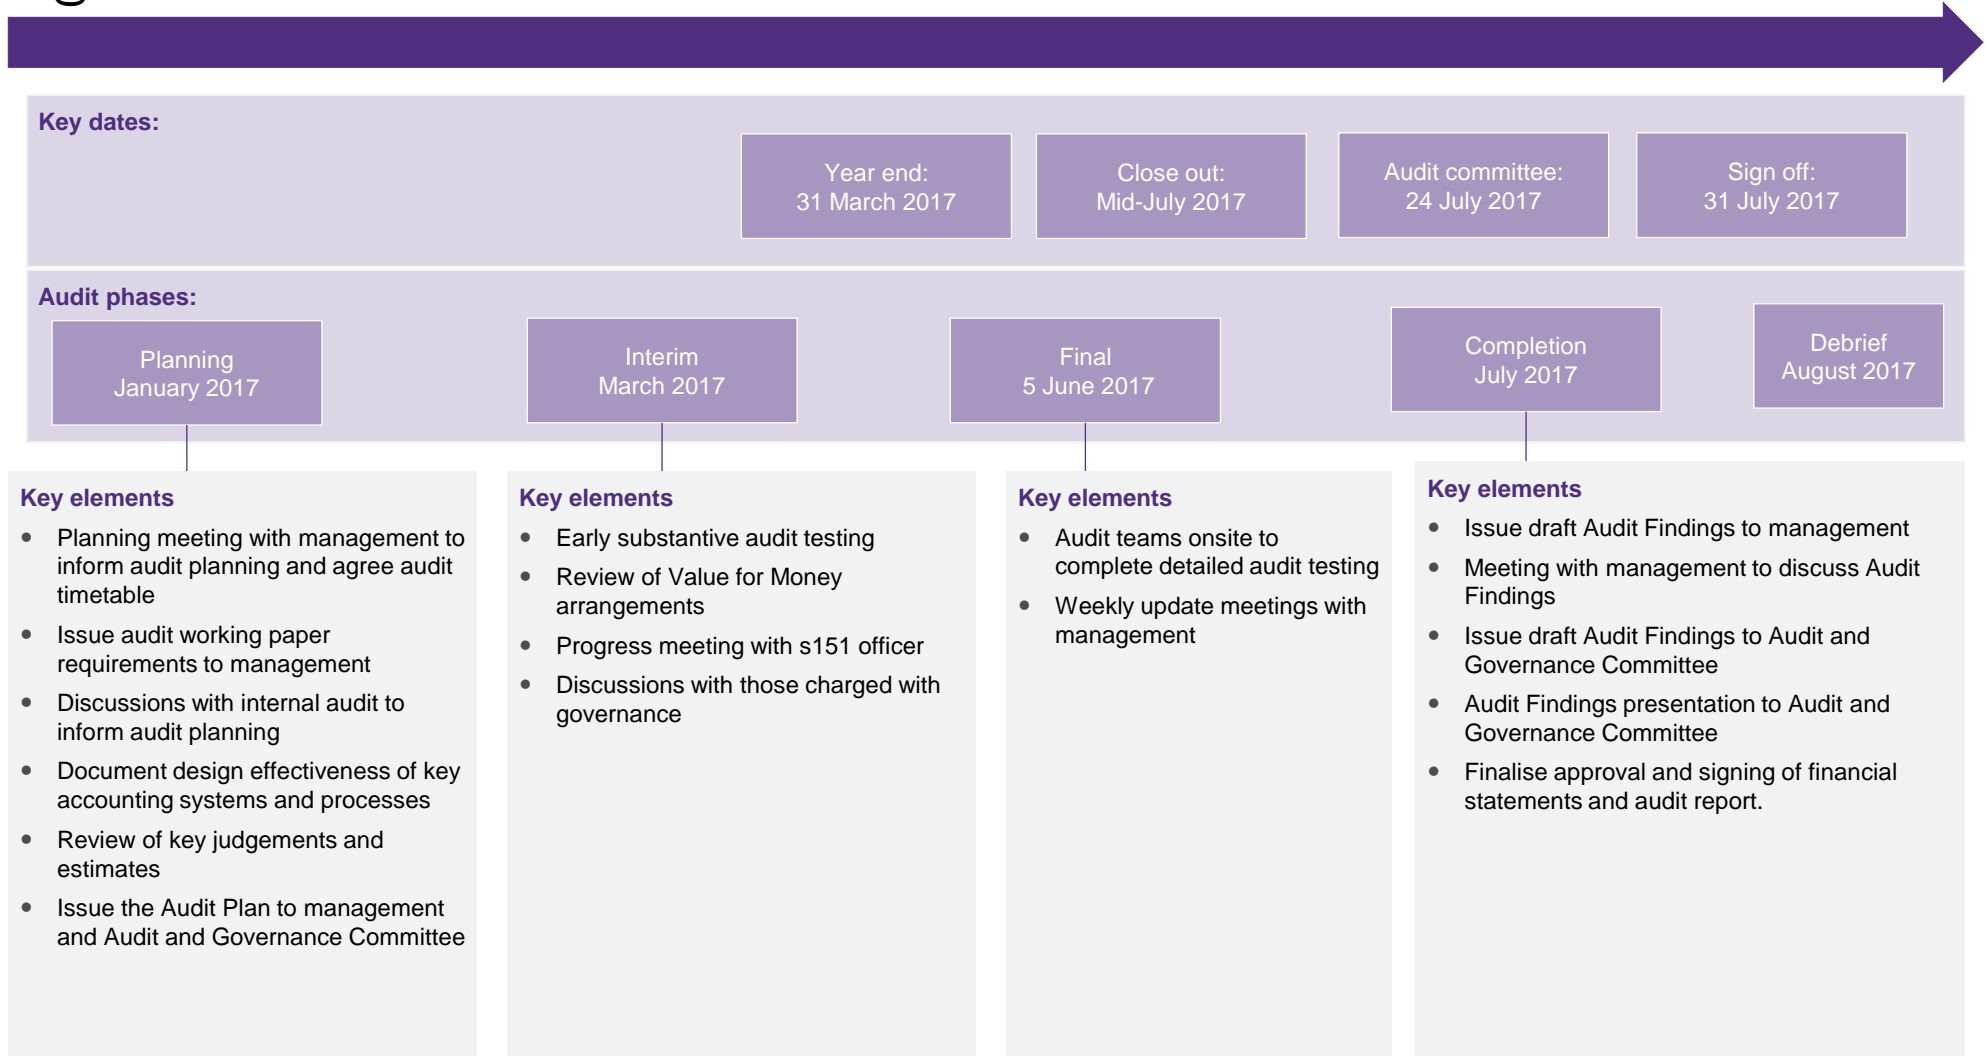 Key dates:
Year end:
31 March 2017
Close out:
Mid-July 2017
Audit committee:
24 July 2017
Sign off:
31 July 2017
Audit phases:
Planning
January 2017
Interim
March 2017
Final
5 June 2017
Completion
July 2017
Debrief
August 2017
Key elements
• Planning meeting with management to
inform audit planning and agree audit
timetable
• Issue audit working paper
requirements to management
• Discussions with internal audit to
inform audit planning
• Document design effectiveness of key
accounting systems and processes
• Review of key judgements and
estimates
• Issue the Audit Plan to management
and Audit and Governance Committee
Key elements
• Early substantive audit testing
• Review of Value for Money
arrangements
• Progress meeting with s151 officer
• Discussions with those charged with
governance
Key elements
• Audit teams onsite to
complete detailed audit testing
• Weekly update meetings with
management
Key elements
• Issue draft Audit Findings to management
• Meeting with management to discuss Audit
Findings
• Issue draft Audit Findings to Audit and
Governance Committee
• Audit Findings presentation to Audit and
Governance Committee
• Finalise approval and signing of financial
statements and audit report.